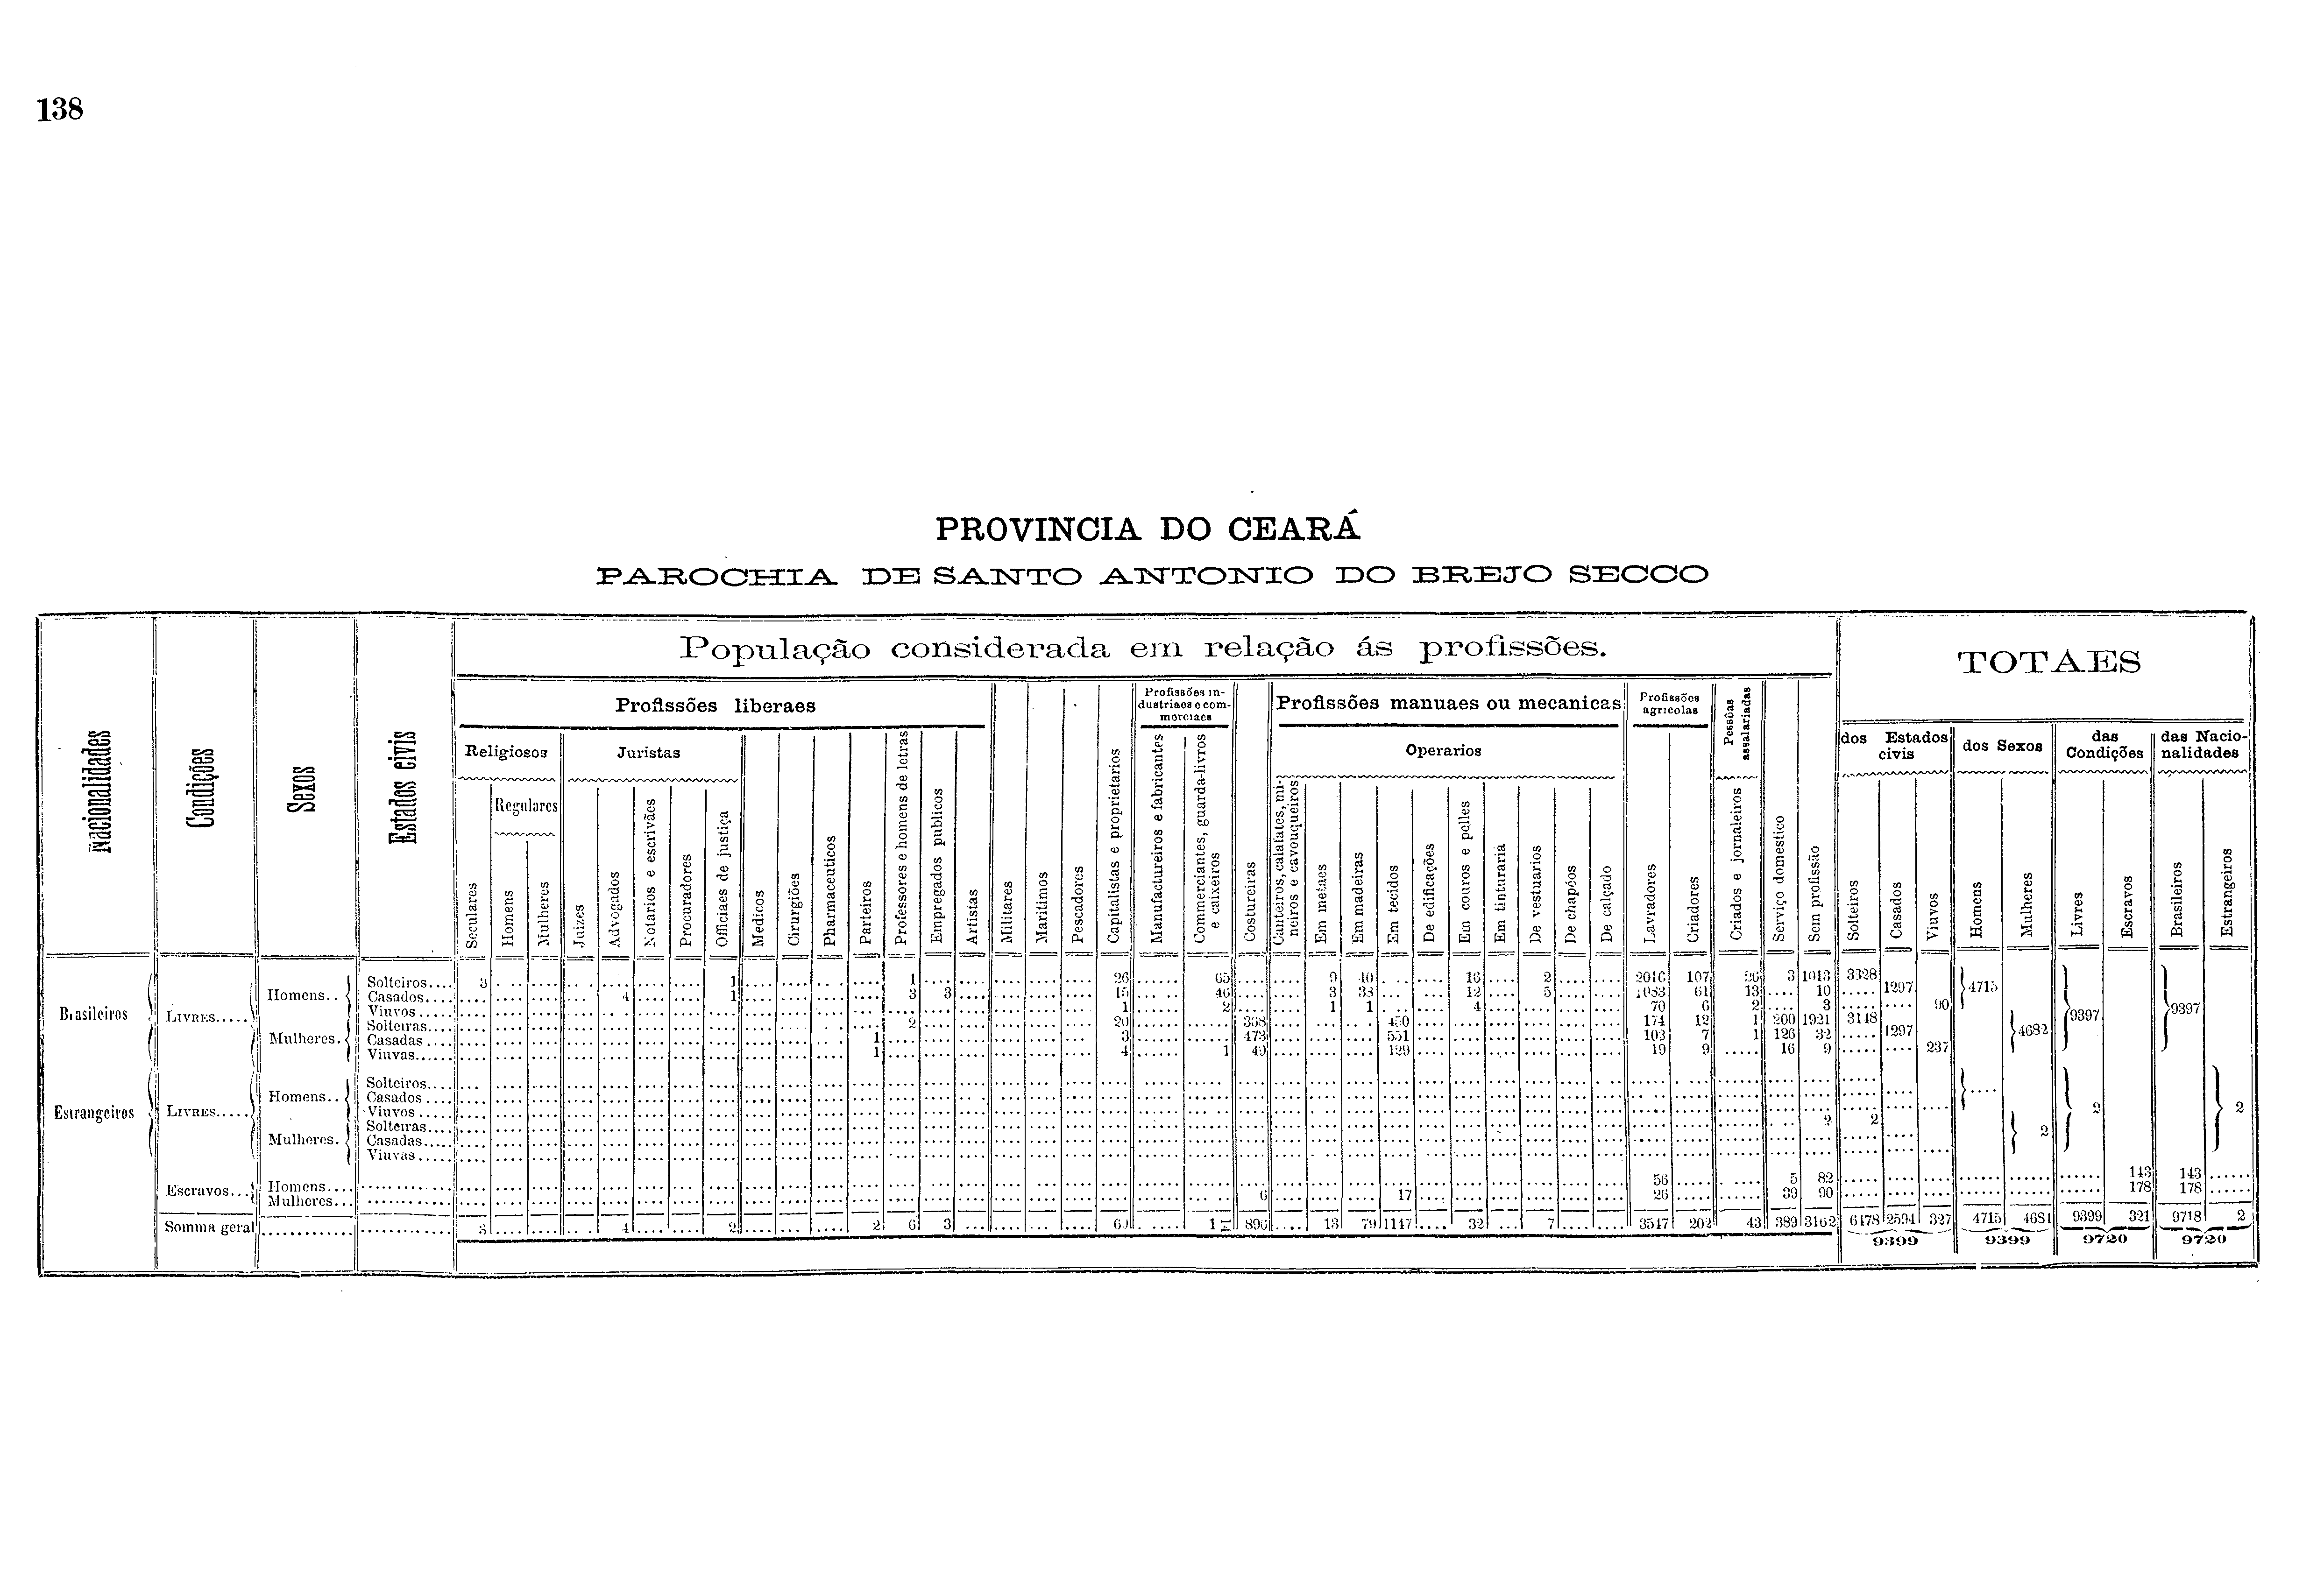 138
PROVINCIA DO CEARÁ
PAROCHIA DE SANTO ANTONIO DO BREJO SECCO
População considerada em relação ás profissões.
TOTAES
Nacionalidades
Condições
Sexos
Estados civis
Profissões liberaes
Profissões industriaes e commerciaes
Profissões manuaes ou mecanicas
Profissões agricolas
Pessôas assalariadas
Religiosos
Juristas
Operarios
Regulares
dos Estados civis
dos Sexos
das Condições
das Nacionalidades
Seculares
Homens
Mulheres
Juizes
Advogados
Notarios e escrivães
Procuradores
Officiaes de justiça
Medicos
Cirurgiões
Pharmaceuticos
Parteiros
Professores e homens de letras
Empregados publicos
Artistas
Militares
Maritimos
Pescadores
Capitalistas e proprietarios
Manufactureiros e fabricantes
Commerciantes, guarda-livros e caixeiros
Costureiras
Canteiros, calafates, mineiros e cavouqueiros
Em metaes
Em madeiras
Em tecidos
De edificações
Em couros e pelles
Em tinturaria
De vestuarios
De chapéos
De calçado
Lavradores
Criadores
Criados e jornaleiros
Serviço domestico
Sem profissão
Solteiros
Casados
Viuvos
Homens
Mulheres
Livres
Escravos
Brasileiros
Estrangeiros
Brasileiros
LIVRES.....
Homens..
Solteiros.... 3 1 1 26 65 9 40 16 2 2016 107 26 3 1013 3328
Casados.... 4 1 3 3 15 46 3 38 12 5 1083 61 13 10 1297 4715
Viuvos..... 1 2 1 1 4 70 6 2 3 90
Mulheres.
Solteiras.... 2 20 368 450 174 12 1 200 1921 3148
Casadas.... 1 3 473 551 103 7 1 126 32 1297 4682
Viuvas...... 1 4 1 49 129 19 9 16 9 237
9397 9397
Estrangeiros
LIVRES.....
Homens..
Solteiros....
Casados....
Viuvos.....
Mulheres.
Solteiras.... 2 2
Casadas.....
Viuvas.....
2 2 2
Escravos...
Homens.... 56 5 82 143 143
Mulheres... 6 17 26 39 90 178 178
Somma geral 3 4 2 2 6 3 896 13 79 1147 32 7 3517 202 43 389 3162 6478 2594 327 4715 4684 9399 321 9718 2
9399 9399 9720 9720